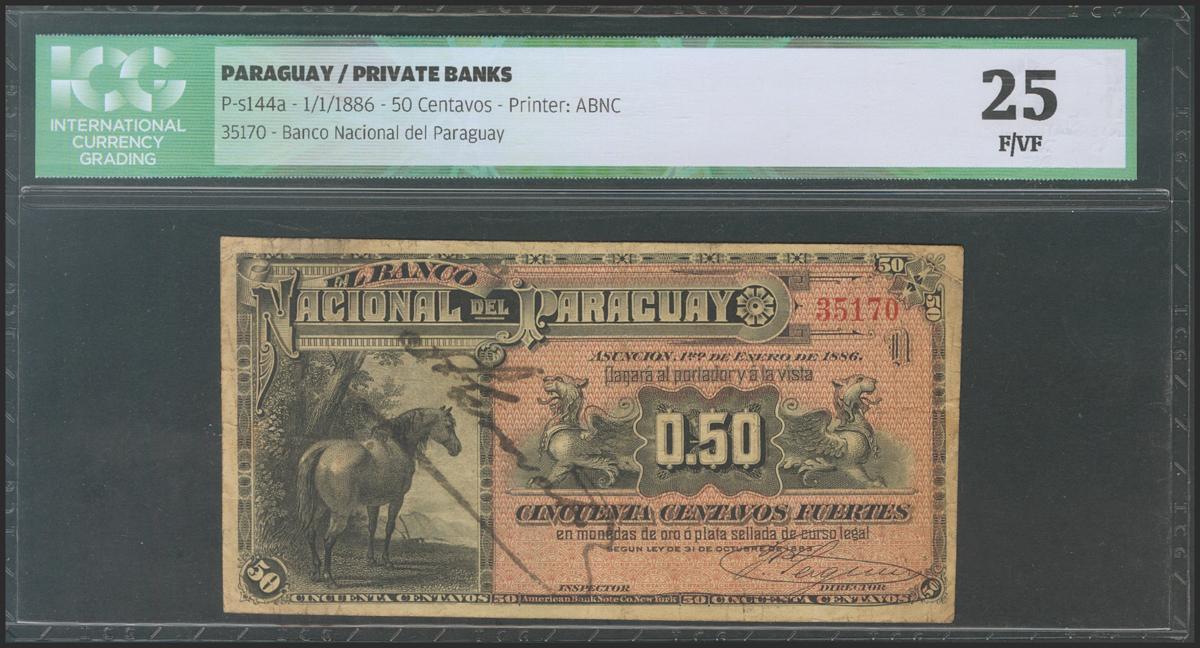 ICG
INTERNATIONAL
CURRENCY
GRADING
PARAGUAY / PRIVATE BANKS
P-s144a - 1/1/1886 - 50 Centavos - Printer: ABNC
35170 - Banco Nacional del Paraguay
25
F/VF
EL BANCO
NACIONAL DEL PARAGUAY
50
50
35170
ASUNCION, 1ro DE ENERO DE 1886.
Pagará al portador y á la vista
0.50
CINCUENTA CENTAVOS FUERTES
en monedas de oro ó plata sellada de curso legal
SEGUN LEY DE 31 DE OCTUBRE DE 1883
INSPECTOR
DIRECTOR
50
CINCUENTA CENTAVOS
50
American Bank Note Co. New York
50
CINCUENTA CENTAVOS
50